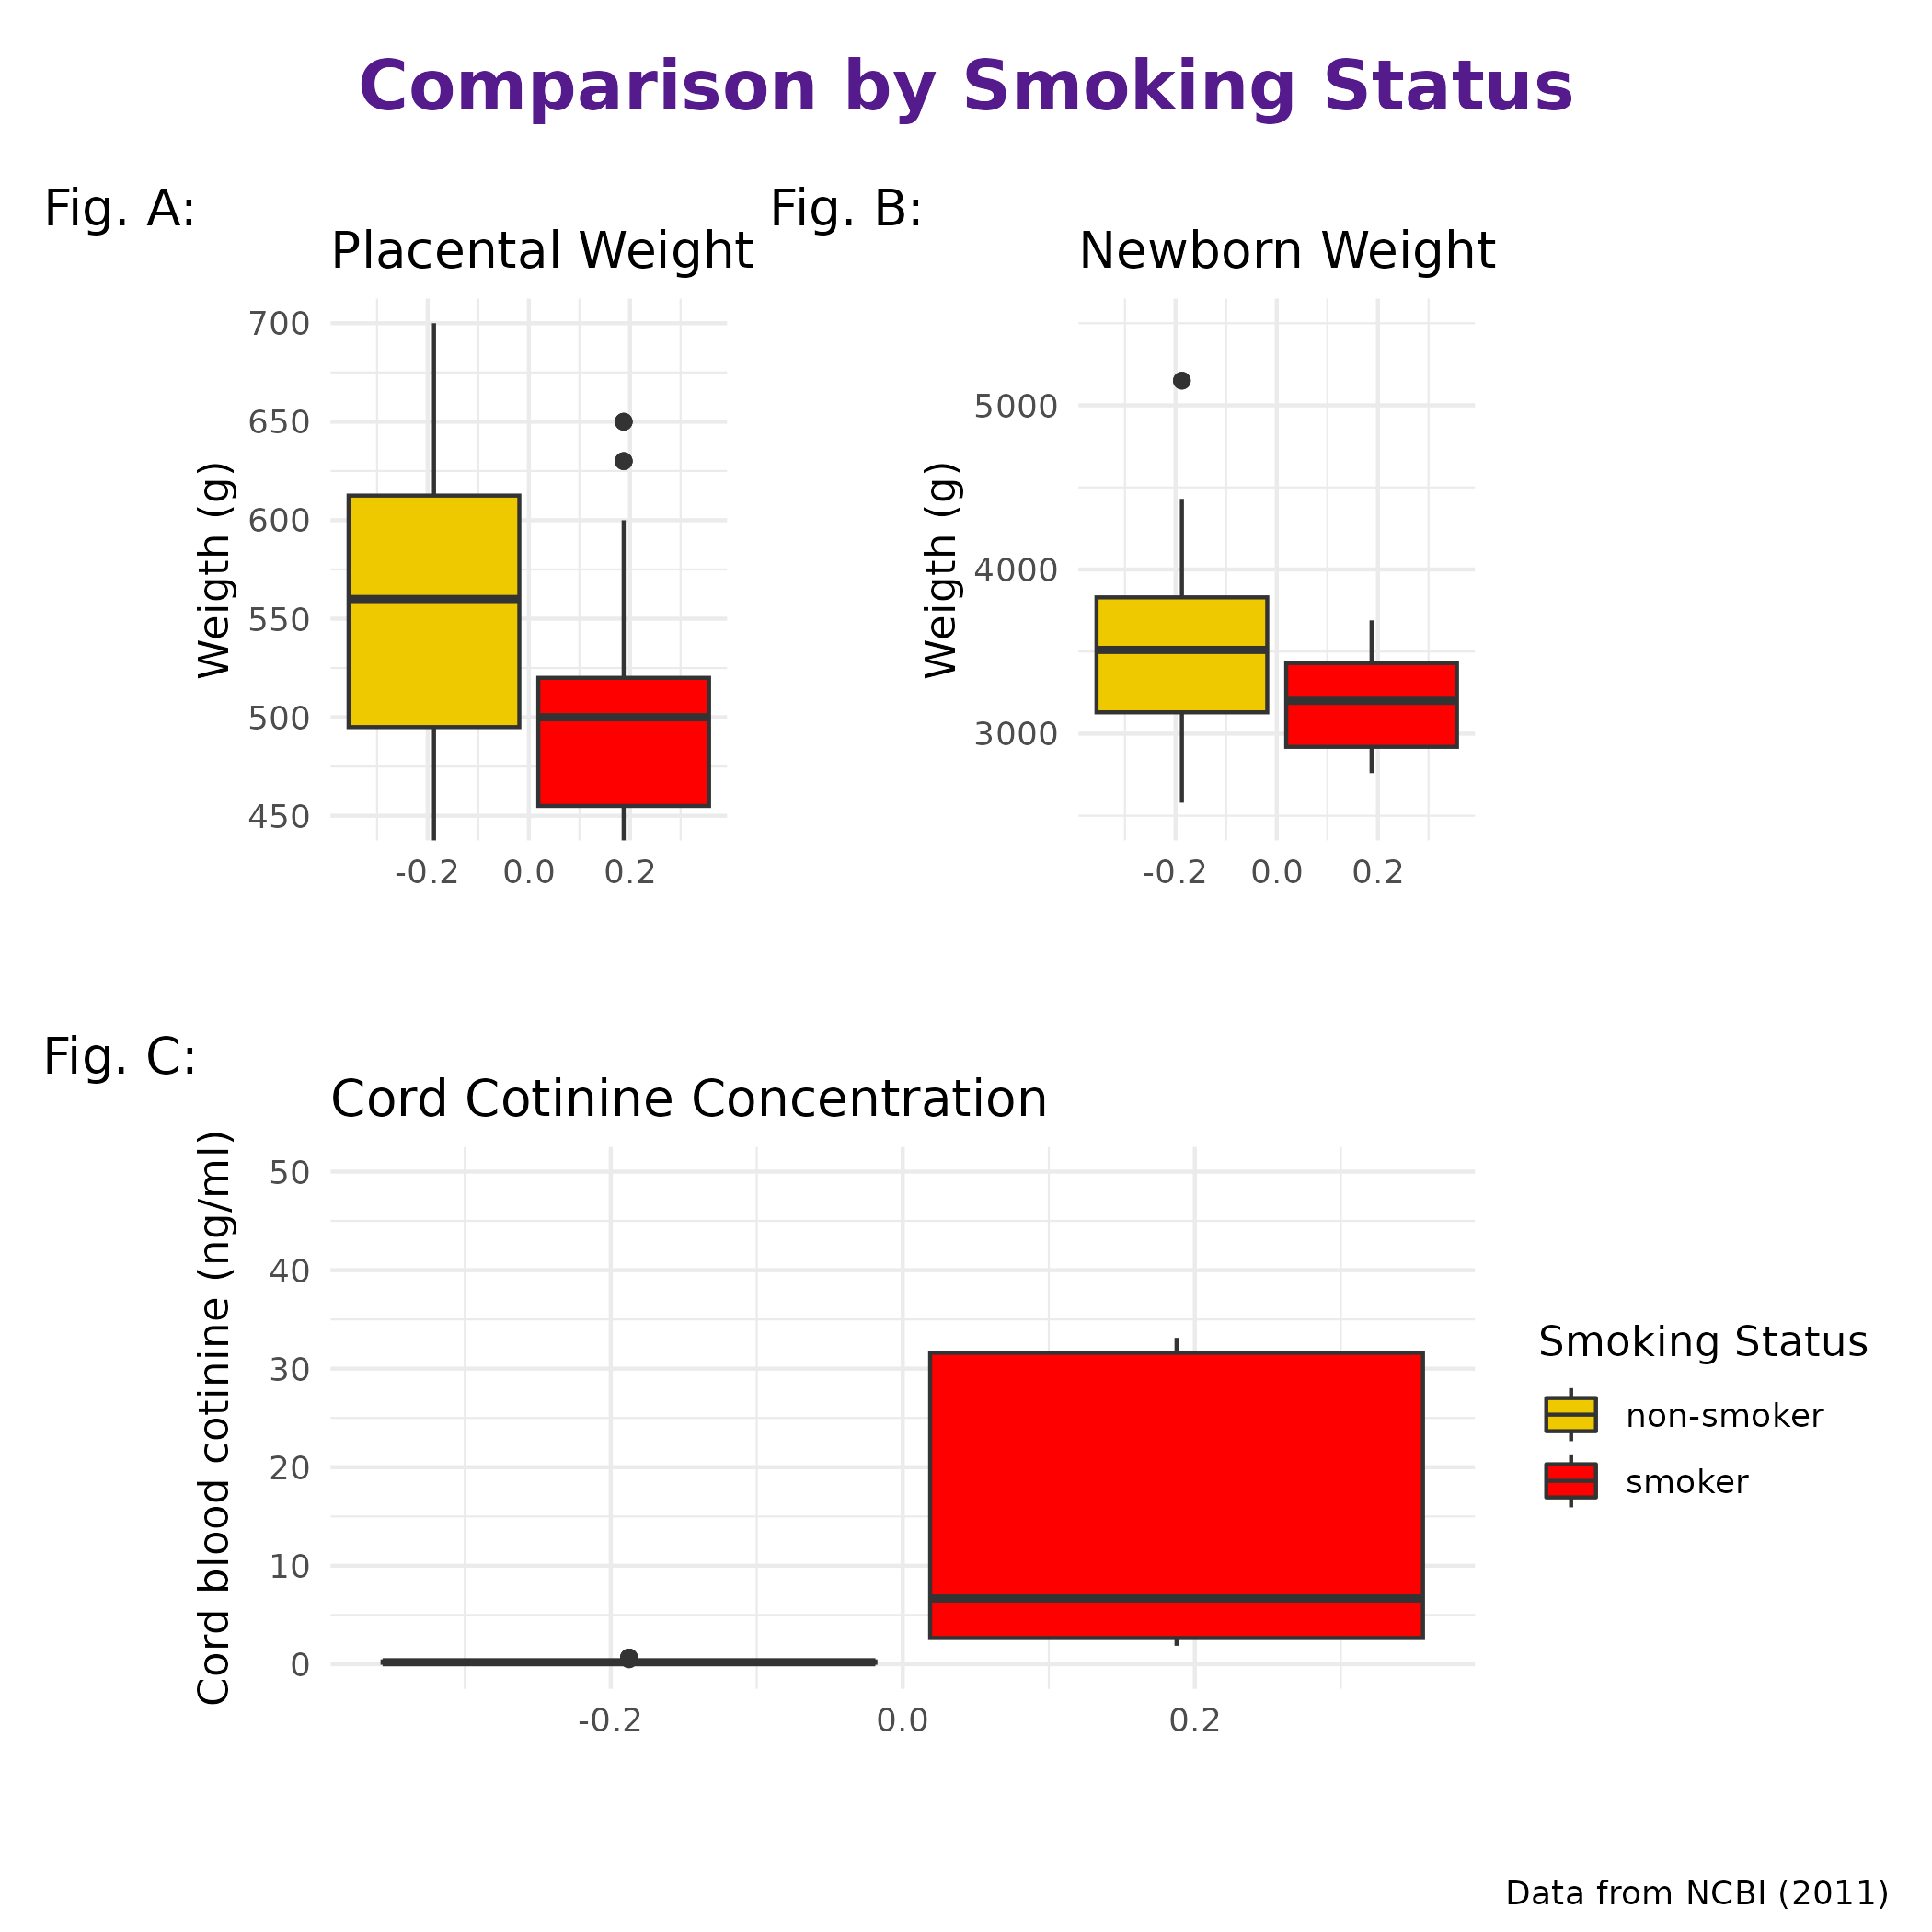 Comparison by Smoking Status
Fig. A:
Placental Weight
Weigth (g)
700
650
600
550
500
450
-0.2 0.0 0.2
Fig. B:
Newborn Weight
Weigth (g)
5000
4000
3000
-0.2 0.0 0.2
Fig. C:
Cord Cotinine Concentration
Cord blood cotinine (ng/ml)
50
40
30
20
10
0
-0.2 0.0 0.2
Smoking Status
non-smoker
smoker
Data from NCBI (2011)